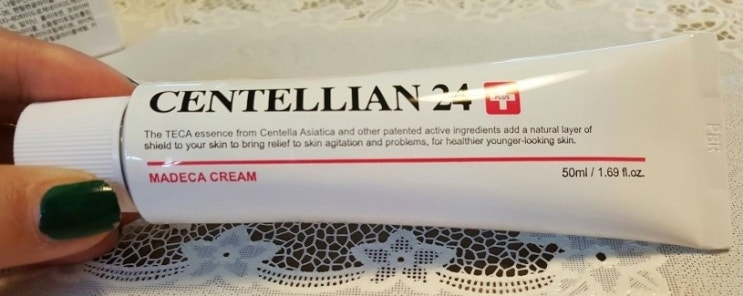 CENTELLIAN 24
PLUS
The TECA essence from Centella Asiatica and other patented active ingredients add a natural layer of
shield to your skin to bring relief to skin agitation and problems, for healthier younger-looking skin.
MADECA CREAM
50ml / 1.69 fl.oz.